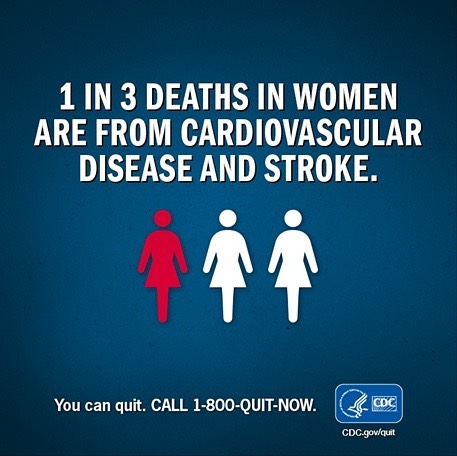 1 IN 3 DEATHS IN WOMEN
ARE FROM CARDIOVASCULAR
DISEASE AND STROKE.
You can quit. CALL 1-800-QUIT-NOW.
CDC
CDC.gov/quit